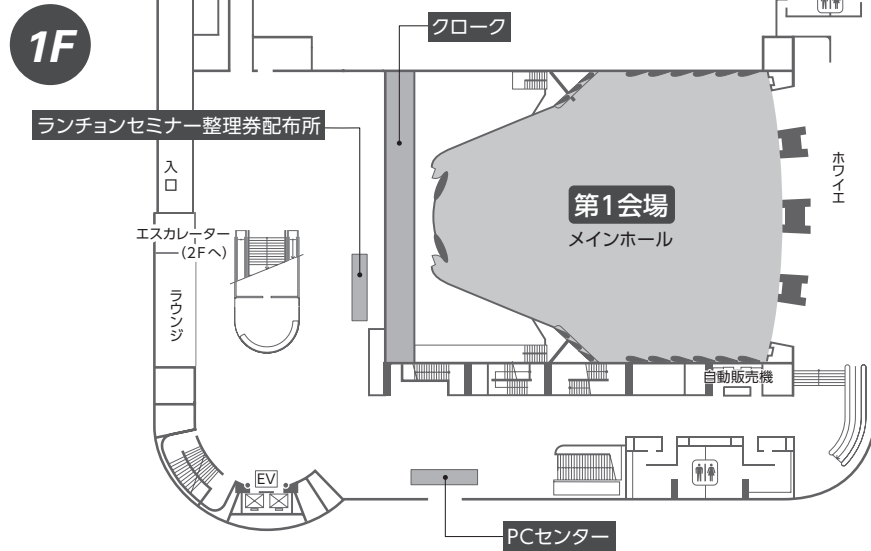 1F
クローク
ランチョンセミナー整理券配布所
入口
ホワイエ
第1会場
メインホール
エスカレーター
(2Fへ)
ラウンジ
自動販売機
EV
PCセンター